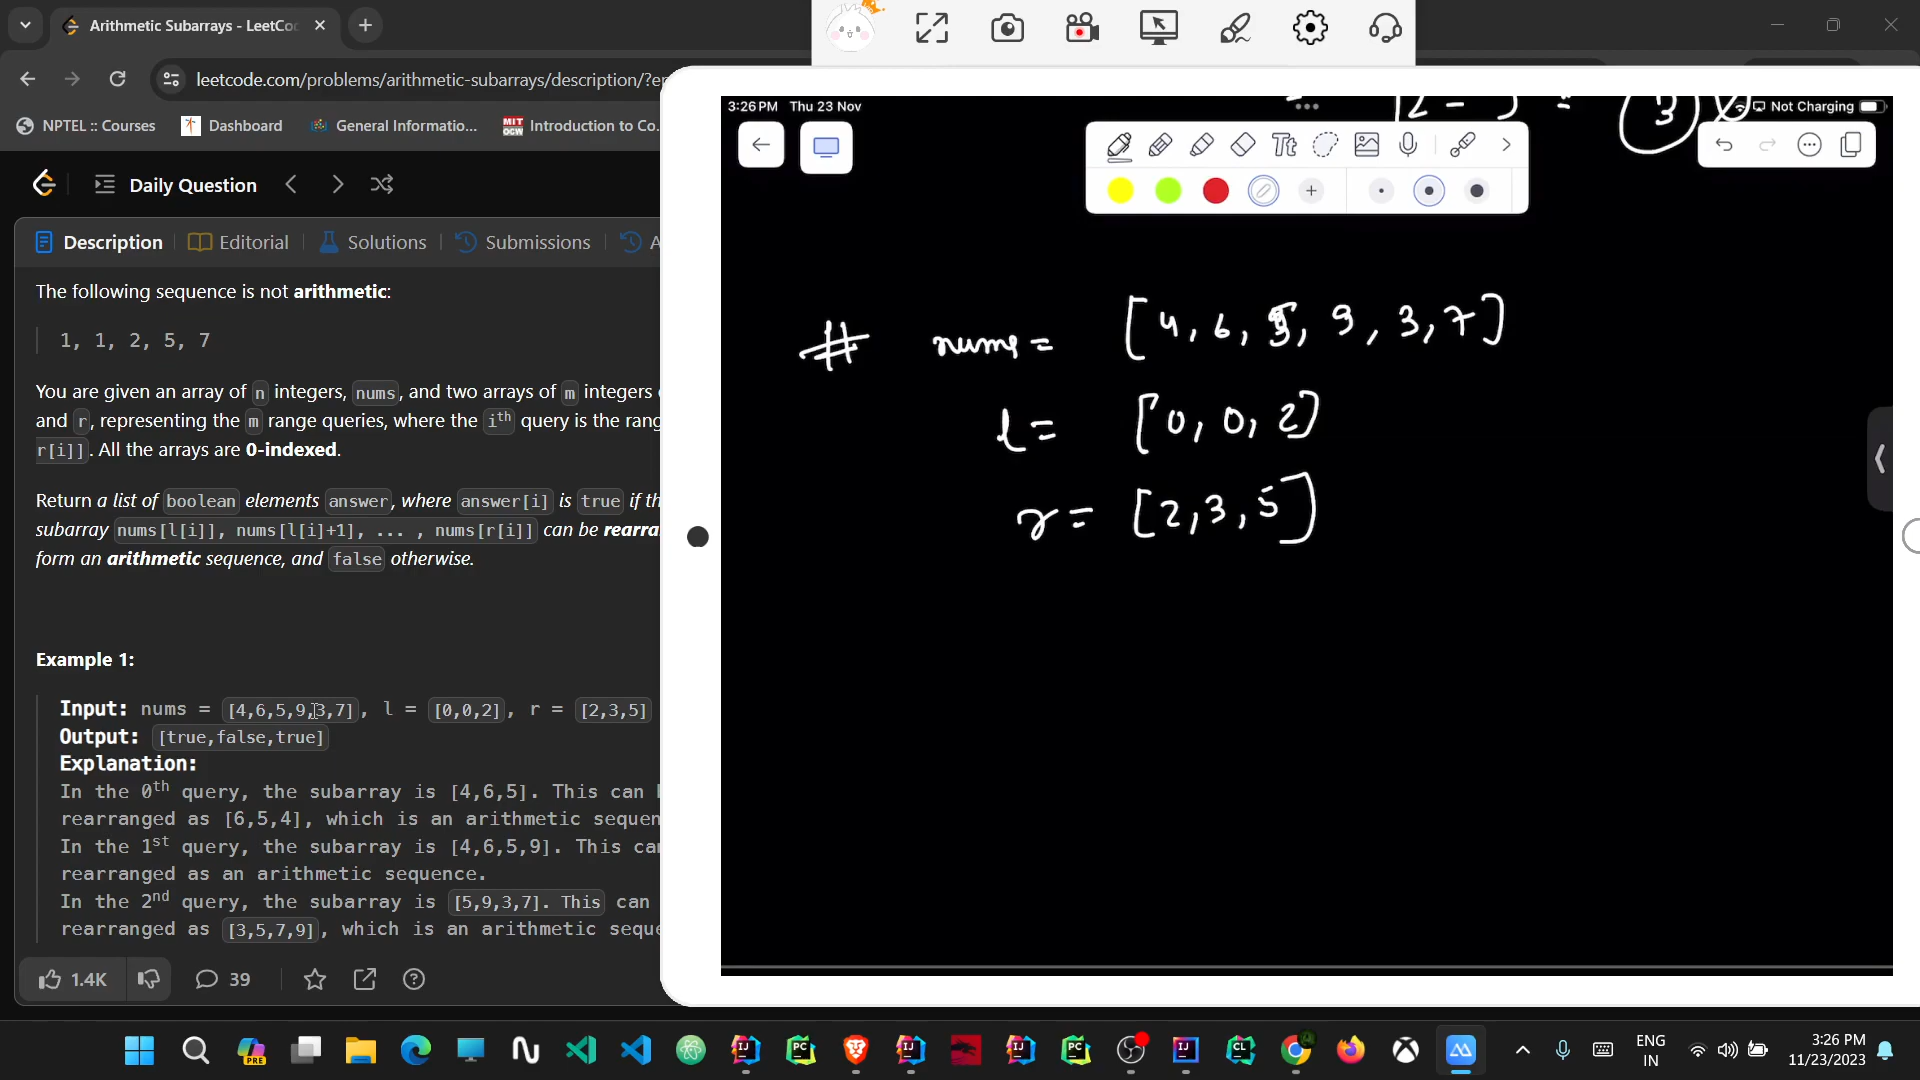 Arithmetic Subarrays - LeetCo
leetcode.com/problems/arithmetic-subarrays/description/?e
NPTEL :: Courses
Dashboard
General Informatio...
Introduction to Co
Daily Question
Description
Editorial
Solutions
Submissions
The following sequence is not arithmetic:
1, 1, 2, 5, 7
You are given an array of n integers, nums, and two arrays of m integers
and r, representing the m range queries, where the ith query is the rang
r[i]]. All the arrays are 0-indexed.
Return a list of boolean elements answer, where answer[i] is true if th
subarray nums[l[i]], nums[l[i]+1], ... , nums[r[i]] can be rearra
form an arithmetic sequence, and false otherwise.
Example 1:
Input: nums = [4,6,5,9,3,7], l = [0,0,2], r = [2,3,5]
Output: [true,false,true]
Explanation:
In the 0th query, the subarray is [4,6,5]. This can
rearranged as [6,5,4], which is an arithmetic sequen
In the 1st query, the subarray is [4,6,5,9]. This ca
rearranged as an arithmetic sequence.
In the 2nd query, the subarray is [5,9,3,7]. This can
rearranged as [3,5,7,9], which is an arithmetic seque
1.4K
39
3:26 PM Thu 23 Nov
Not Charging
Tt
# nums = [4, 6, 5, 9, 3, 7]
l = [0, 0, 2]
r = [2, 3, 5]
ENG
IN
3:26 PM
11/23/2023